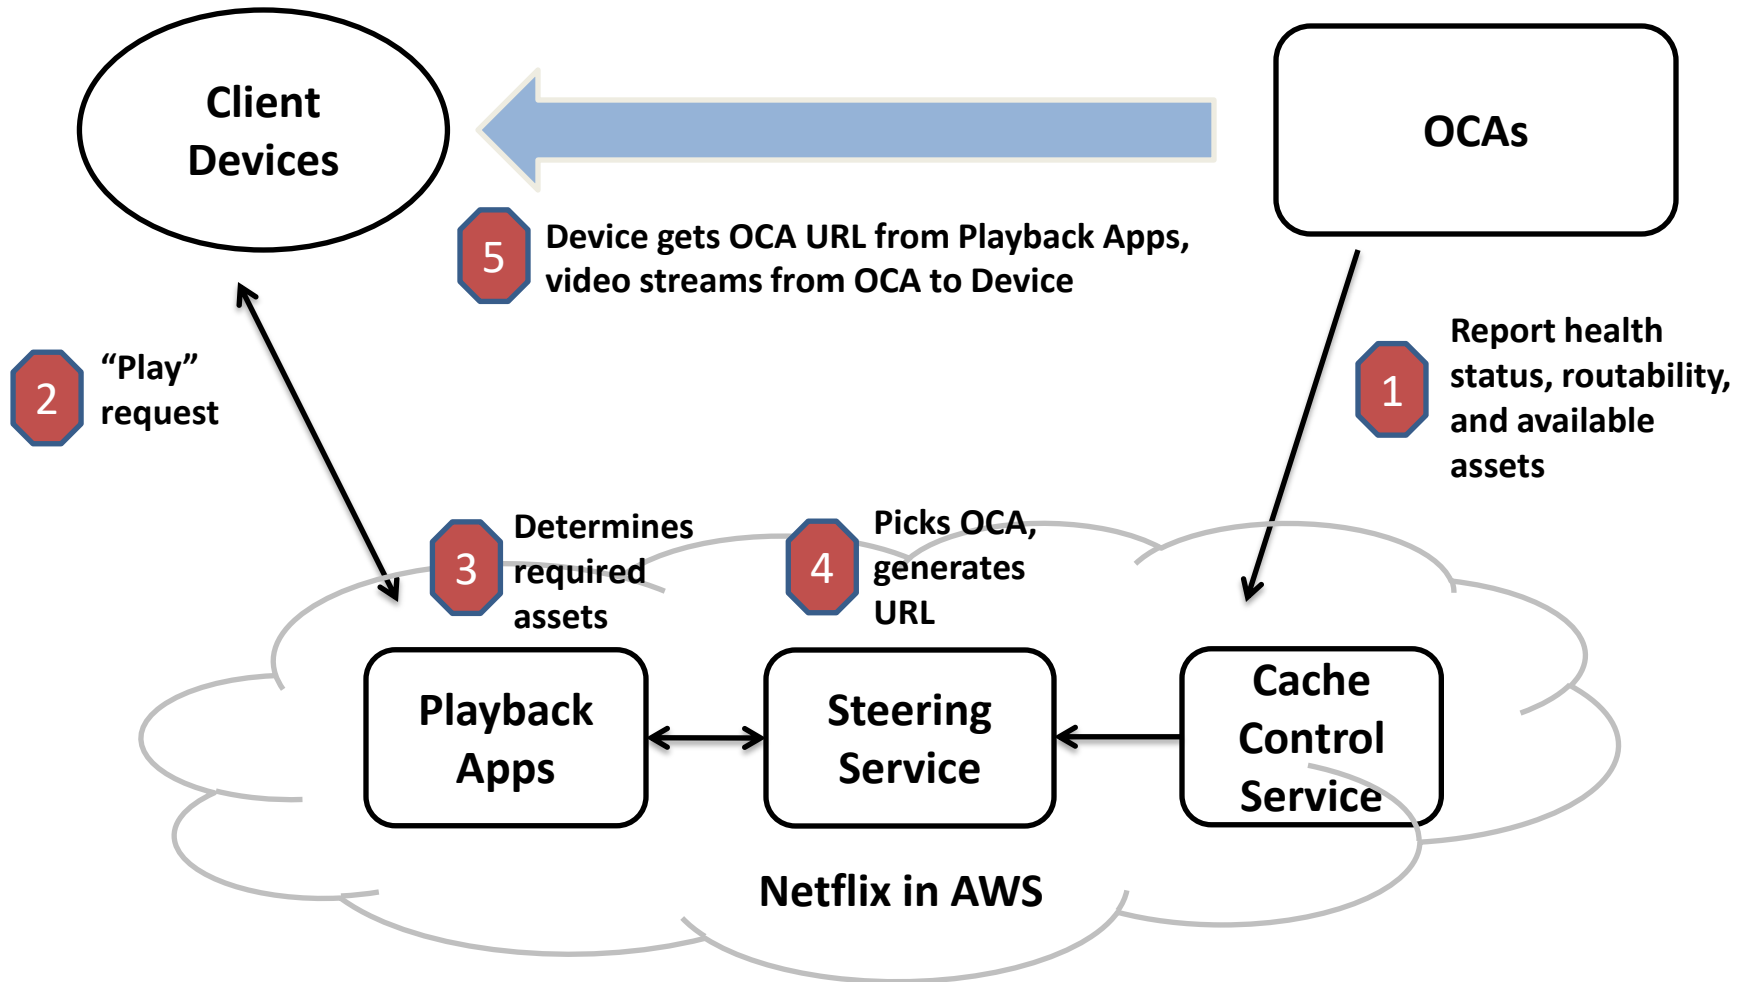 Client
Devices
OCAs
5
Device gets OCA URL from Playback Apps,
video streams from OCA to Device
2
“Play”
request
1
Report health
status, routability,
and available
assets
3
Determines
required
assets
4
Picks OCA,
generates
URL
Playback
Apps
Steering
Service
Cache
Control
Service
Netflix in AWS